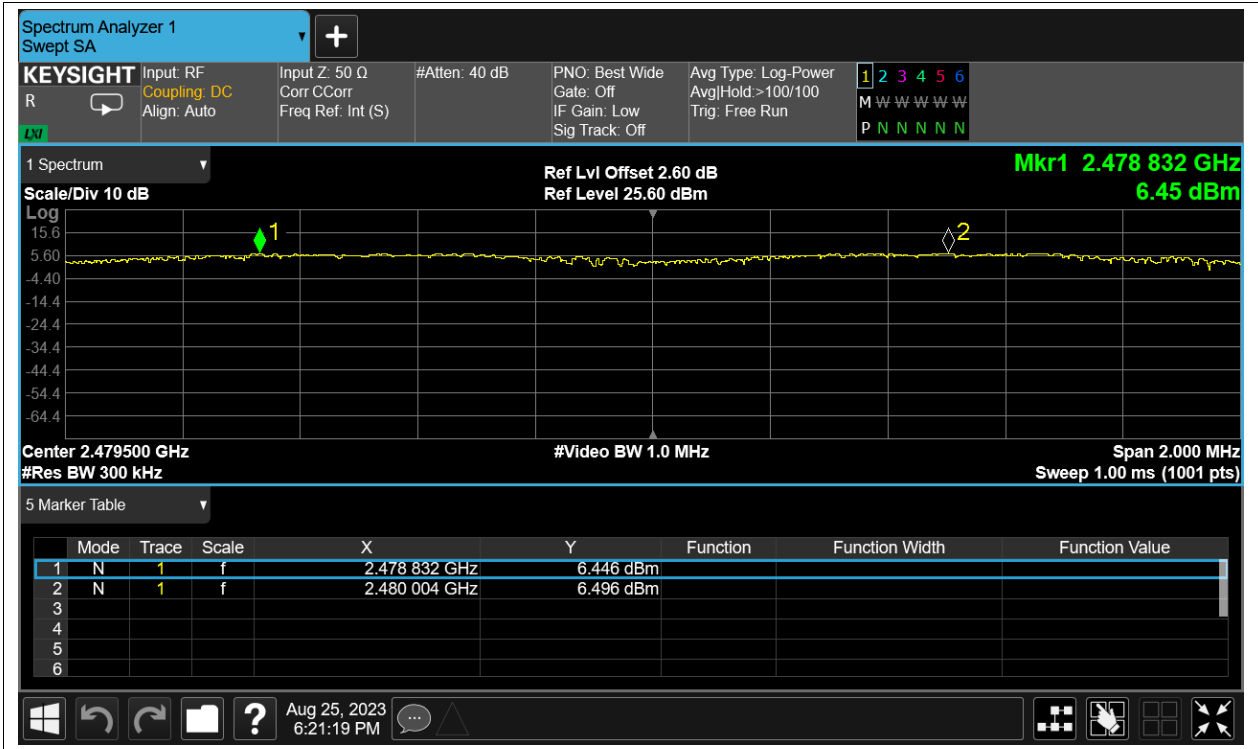 Spectrum Analyzer 1
Swept SA
KEYSIGHT
R
LXI
Input: RF
Coupling: DC
Align: Auto
Input Z: 50 Ω
Corr CCorr
Freq Ref: Int (S)
#Atten: 40 dB
PNO: Best Wide
Gate: Off
IF Gain: Low
Sig Track: Off
Avg Type: Log-Power
Avg|Hold:>100/100
Trig: Free Run
1 2 3 4 5 6
M W W W W W
P N N N N N
1 Spectrum
Scale/Div 10 dB
Ref Lvl Offset 2.60 dB
Ref Level 25.60 dBm
Mkr1 2.478 832 GHz
6.45 dBm
Log
15.6
5.60
-4.40
-14.4
-24.4
-34.4
-44.4
-54.4
-64.4
1
2
Center 2.479500 GHz
#Res BW 300 kHz
#Video BW 1.0 MHz
Span 2.000 MHz
Sweep 1.00 ms (1001 pts)
5 Marker Table
Mode Trace Scale X Y Function Function Width Function Value
1 N 1 f 2.478 832 GHz 6.446 dBm
2 N 1 f 2.480 004 GHz 6.496 dBm
3
4
5
6
?
Aug 25, 2023
6:21:19 PM